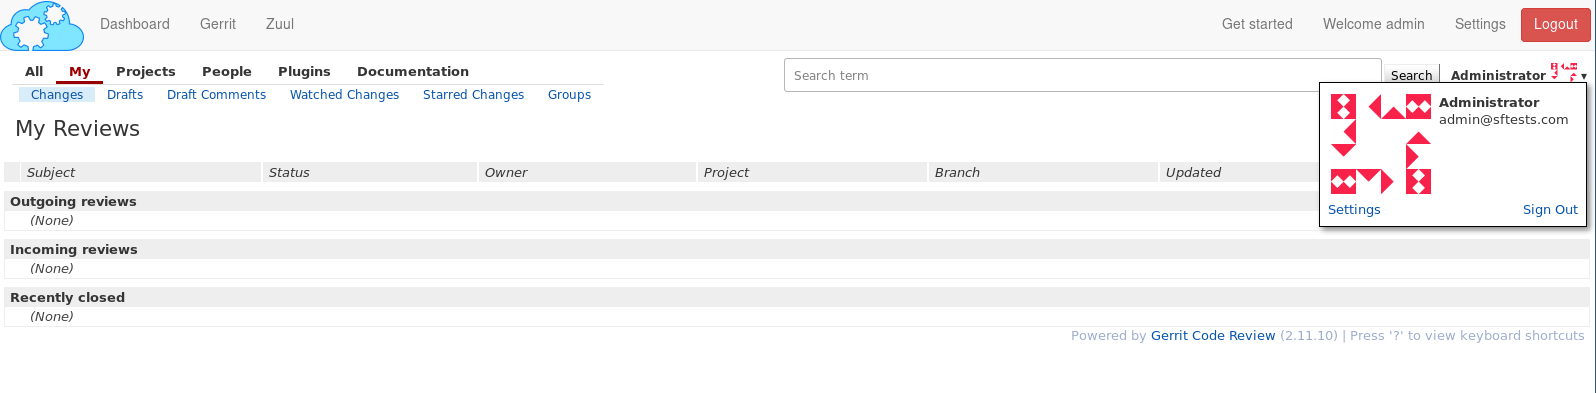 Dashboard Gerrit Zuul Get started Welcome admin Settings Logout
All My Projects People Plugins Documentation Search term Search Administrator ▾
Changes Drafts Draft Comments Watched Changes Starred Changes Groups
Administrator
admin@sftests.com
Settings Sign Out
My Reviews
Subject Status Owner Project Branch Updated
Outgoing reviews
(None)
Incoming reviews
(None)
Recently closed
(None)
Powered by Gerrit Code Review (2.11.10) | Press '?' to view keyboard shortcuts